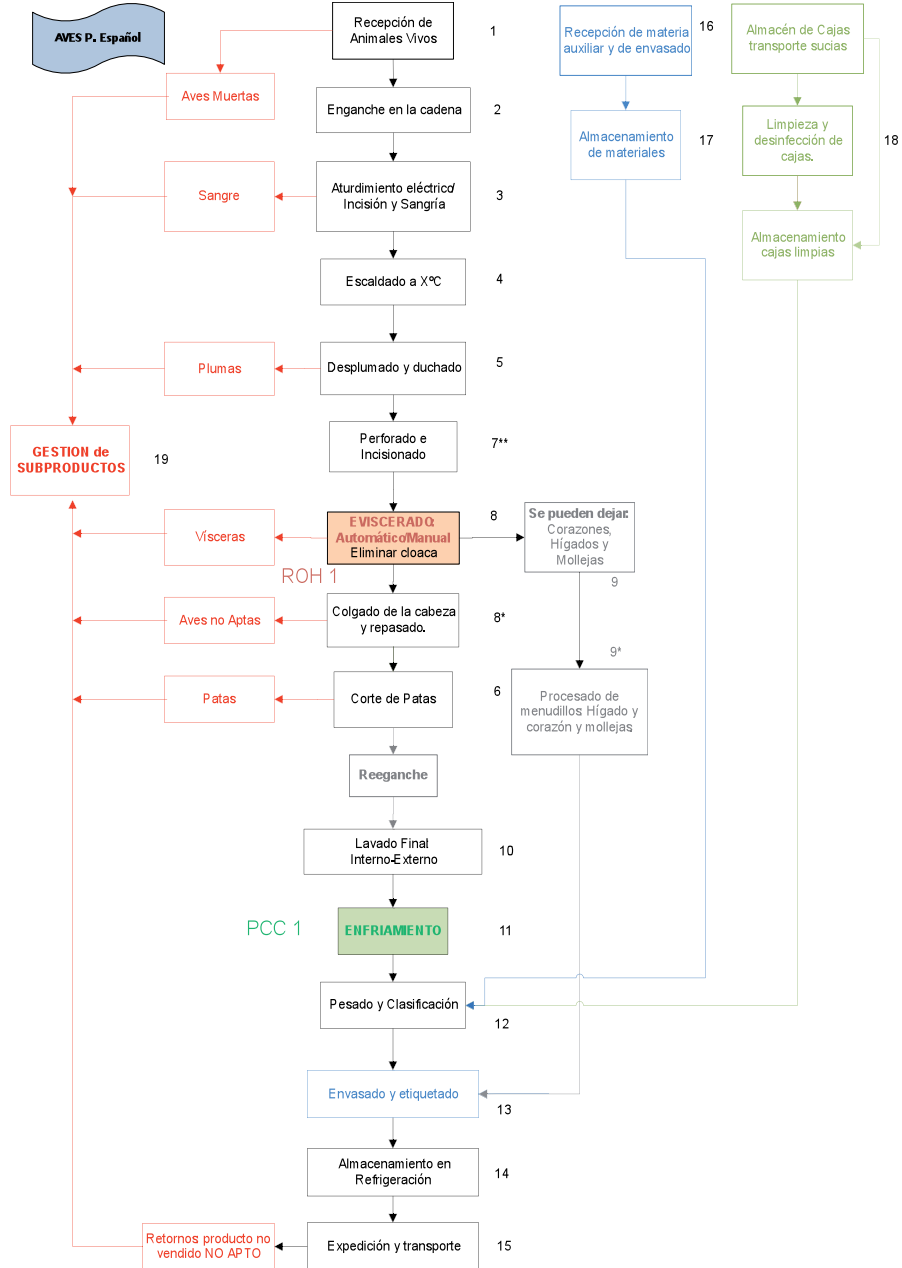 AVES P. Español
Recepción de
Animales Vivos
1
Recepción de materia
auxiliar y de envasado
16
Almacén de Cajas
transporte sucias
Aves Muertas
Enganche en la cadena
2
Almacenamiento
de materiales
17
Limpieza y
desinfección de
cajas.
18
Sangre
Aturdimiento eléctrico/
Incisión y Sangría
3
Almacenamiento
cajas limpias
Escaldado a XºC
4
Plumas
Desplumado y duchado
5
GESTION de
SUBPRODUCTOS
19
Perforado e
Incisionado
7**
Vísceras
EVISCERADO:
Automático/Manual
Eliminar cloaca
8
Se pueden dejar:
Corazones,
Hígados y
Mollejas
9
ROH 1
Aves no Aptas
Colgado de la cabeza
y repasado.
8*
9*
Patas
Corte de Patas
6
Procesado de
menudillos: Hígado y
corazón y mollejas.
Reeganche
Lavado Final:
Interno-Externo
10
PCC 1
ENFRIAMIENTO
11
Pesado y Clasificación
12
Envasado y etiquetado
13
Almacenamiento en
Refrigeración
14
Retornos: producto no
vendido NO APTO
Expedición y transporte
15